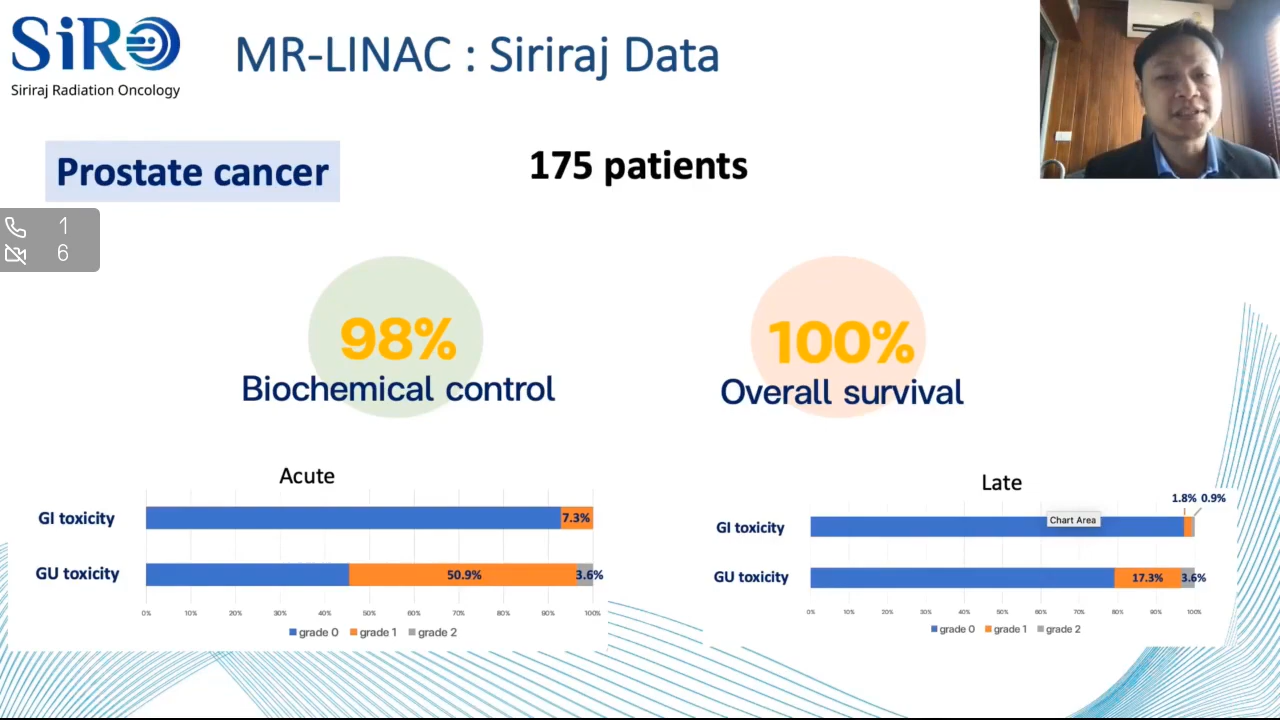 SiRO
Siriraj Radiation Oncology
MR-LINAC : Siriraj Data
Prostate cancer
175 patients
1
6
98%
Biochemical control
100%
Overall survival
Acute
GI toxicity
7.3%
GU toxicity
50.9%
3.6%
0% 10% 20% 30% 40% 50% 60% 70% 80% 90% 100%
grade 0 grade 1 grade 2
Late
1.8% 0.9%
Chart Area
GI toxicity
GU toxicity
17.3%
3.6%
0% 10% 20% 30% 40% 50% 60% 70% 80% 90% 100%
grade 0 grade 1 grade 2